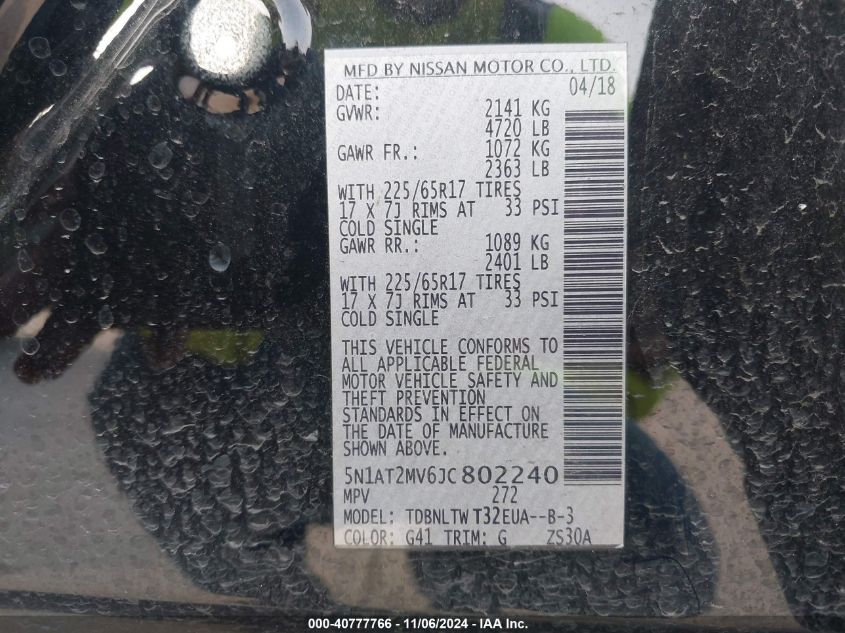 MFD BY NISSAN MOTOR CO., LTD.
DATE: 04/18
GVWR: 2141 KG
4720 LB
GAWR FR.: 1072 KG
2363 LB
WITH 225/65R17 TIRES
17 X 7J RIMS AT 33 PSI
COLD SINGLE
GAWR RR.: 1089 KG
2401 LB
WITH 225/65R17 TIRES
17 X 7J RIMS AT 33 PSI
COLD SINGLE
THIS VEHICLE CONFORMS TO
ALL APPLICABLE FEDERAL
MOTOR VEHICLE SAFETY AND
THEFT PREVENTION
STANDARDS IN EFFECT ON
THE DATE OF MANUFACTURE
SHOWN ABOVE.
5N1AT2MV6JC802240
MPV 272
MODEL: TDBNLTW T32EUA--B-3
COLOR: G41 TRIM: G ZS30A
000-40777766 - 11/06/2024 - IAA Inc.